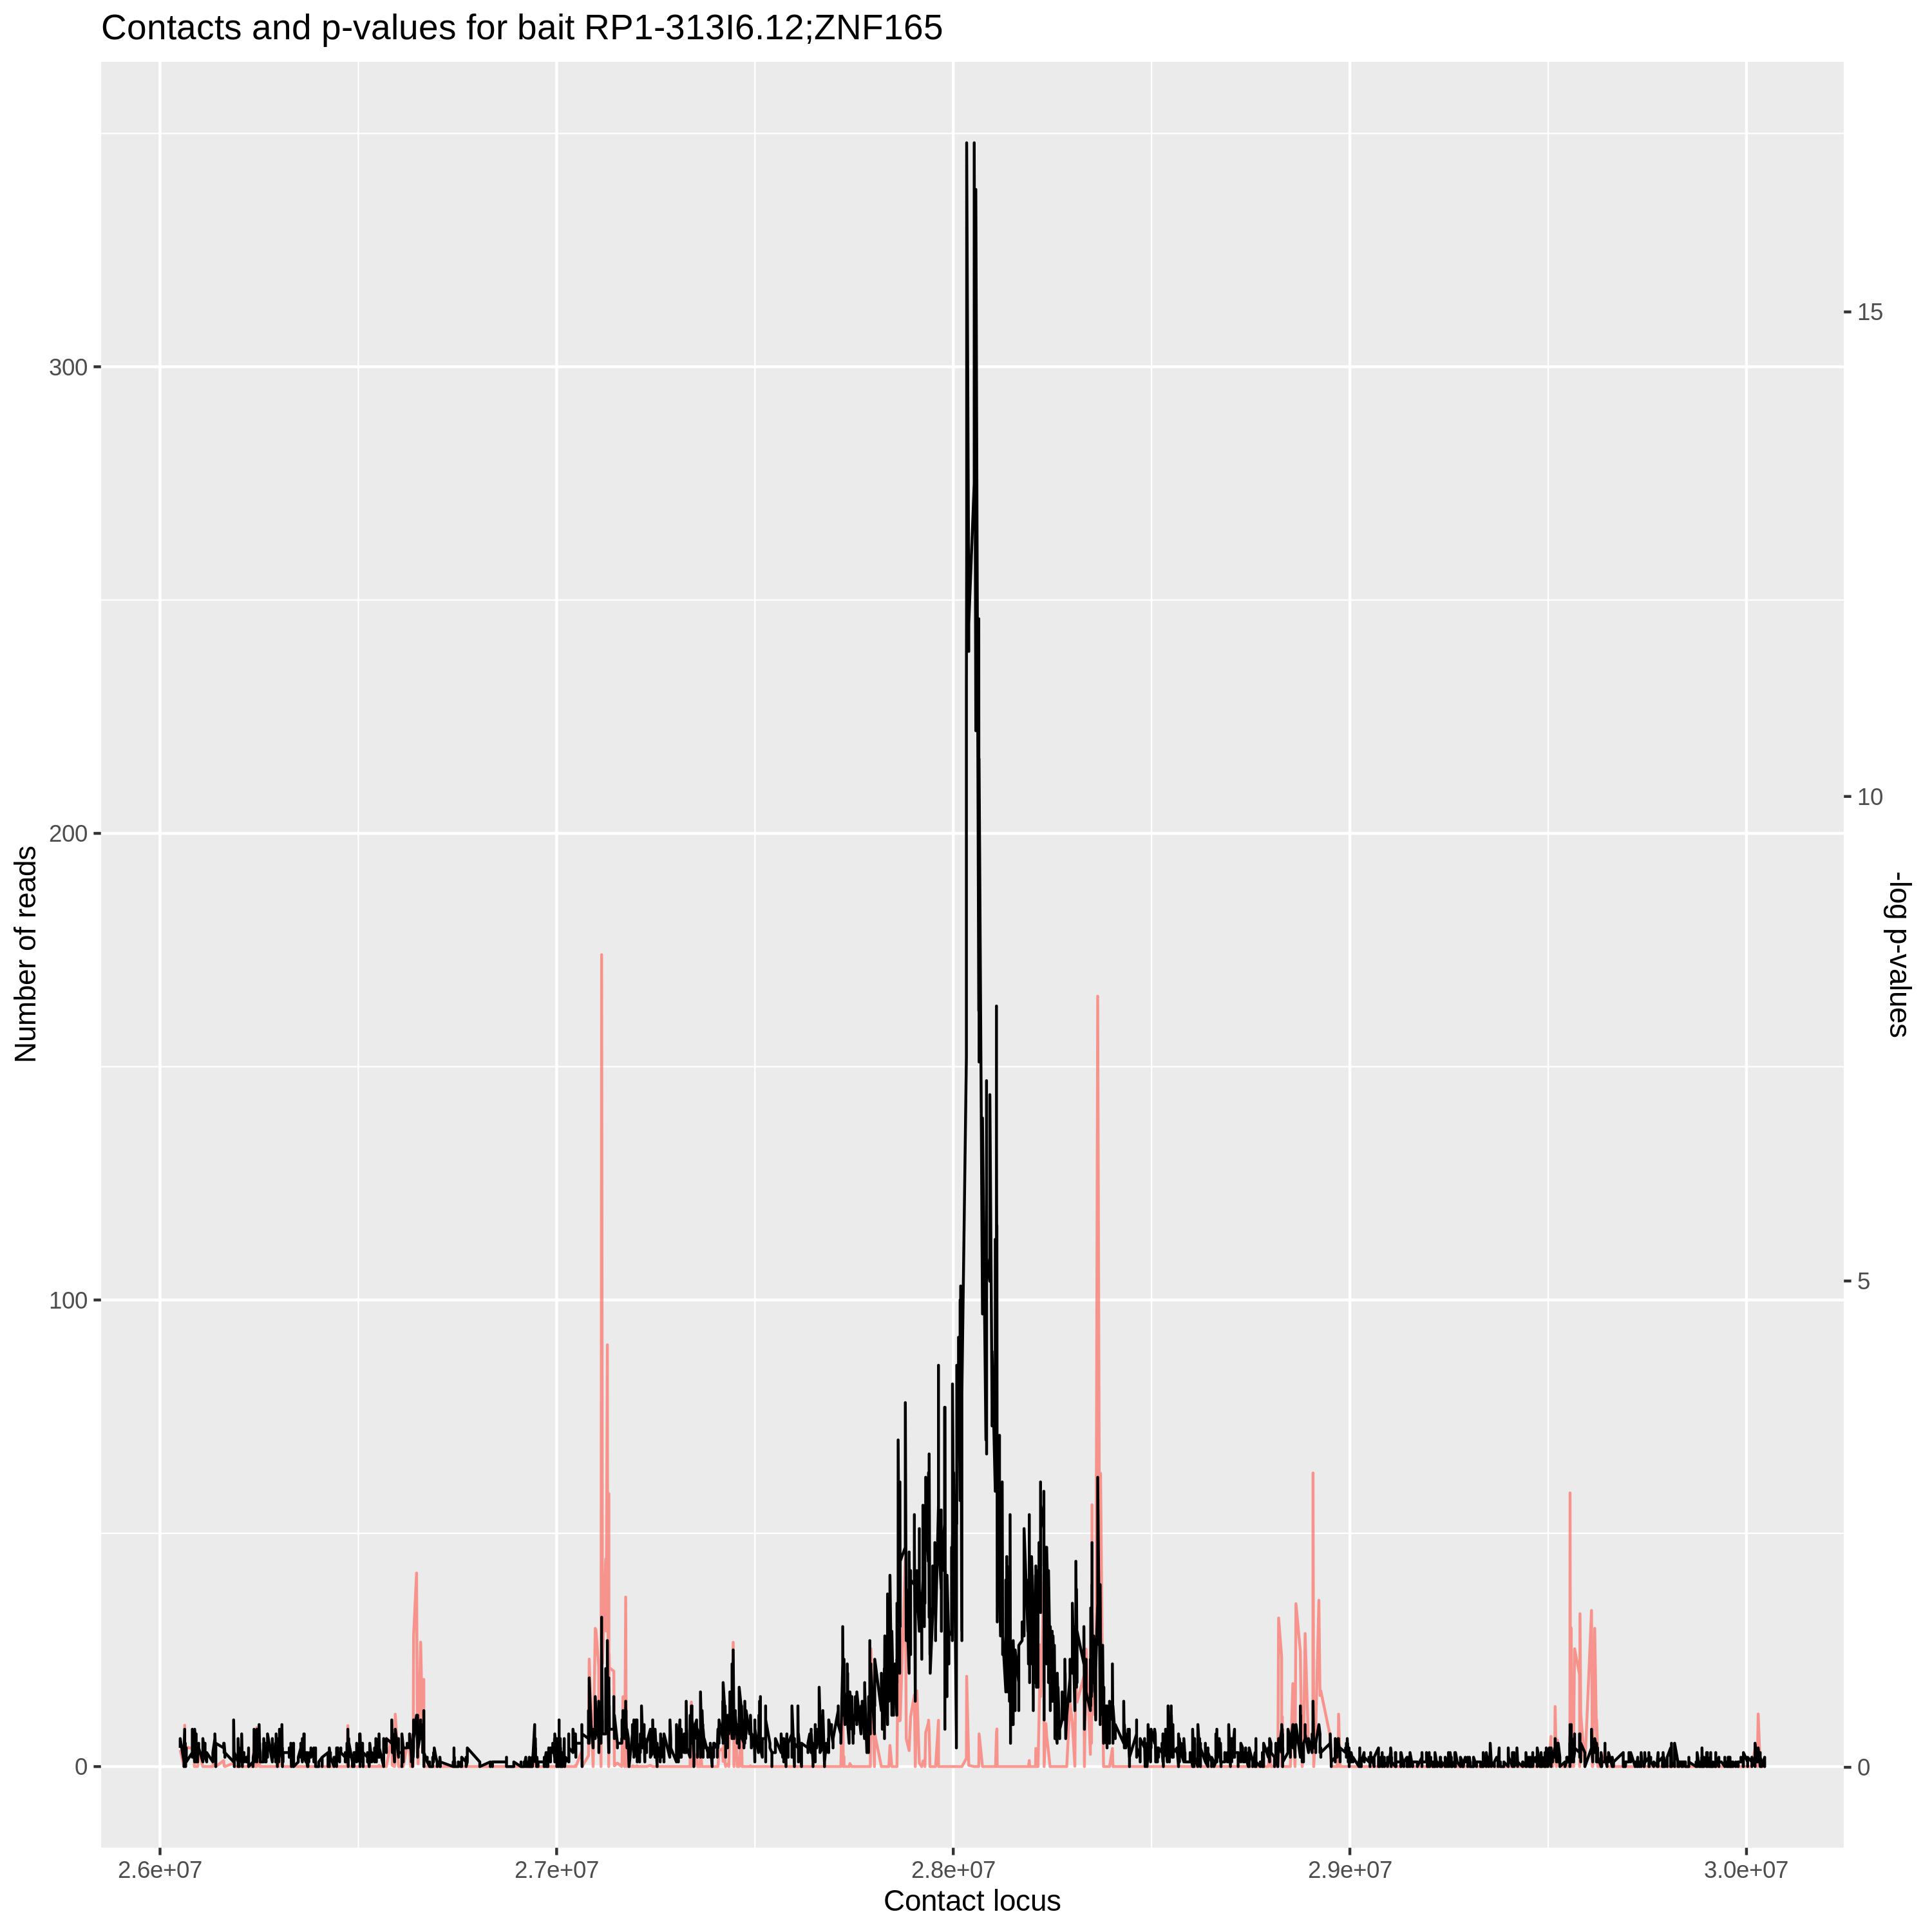 Contacts and p-values for bait RP1-313I6.12;ZNF165
300
200
100
0
Number of reads
15
10
5
0
-log p-values
2.6e+07
2.7e+07
2.8e+07
2.9e+07
3.0e+07
Contact locus